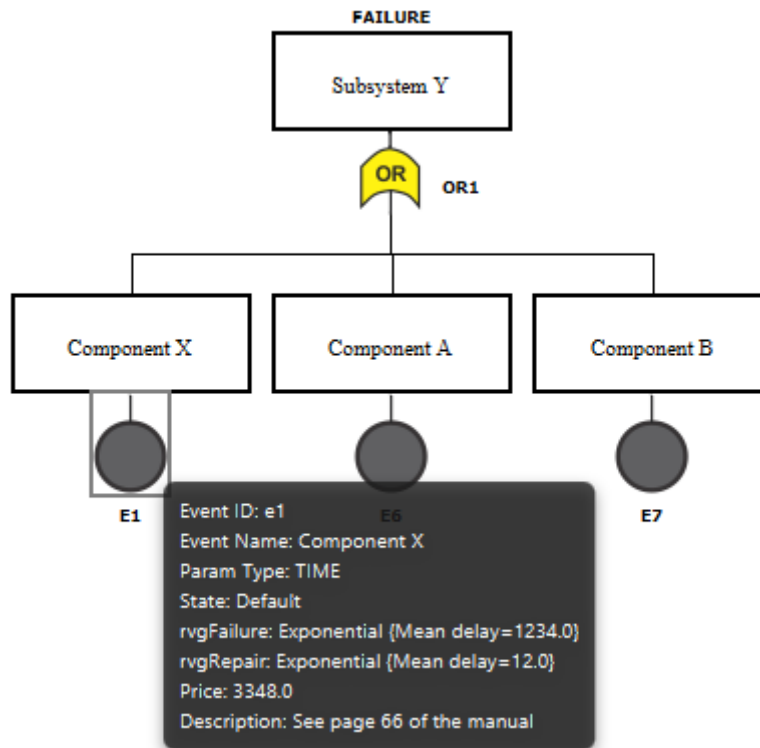 FAILURE
Subsystem Y
OR
OR1
Component X
Component A
Component B
E1
E6
E7
Event ID: e1
Event Name: Component X
Param Type: TIME
State: Default
rvgFailure: Exponential {Mean delay=1234.0}
rvgRepair: Exponential {Mean delay=12.0}
Price: 3348.0
Description: See page 66 of the manual